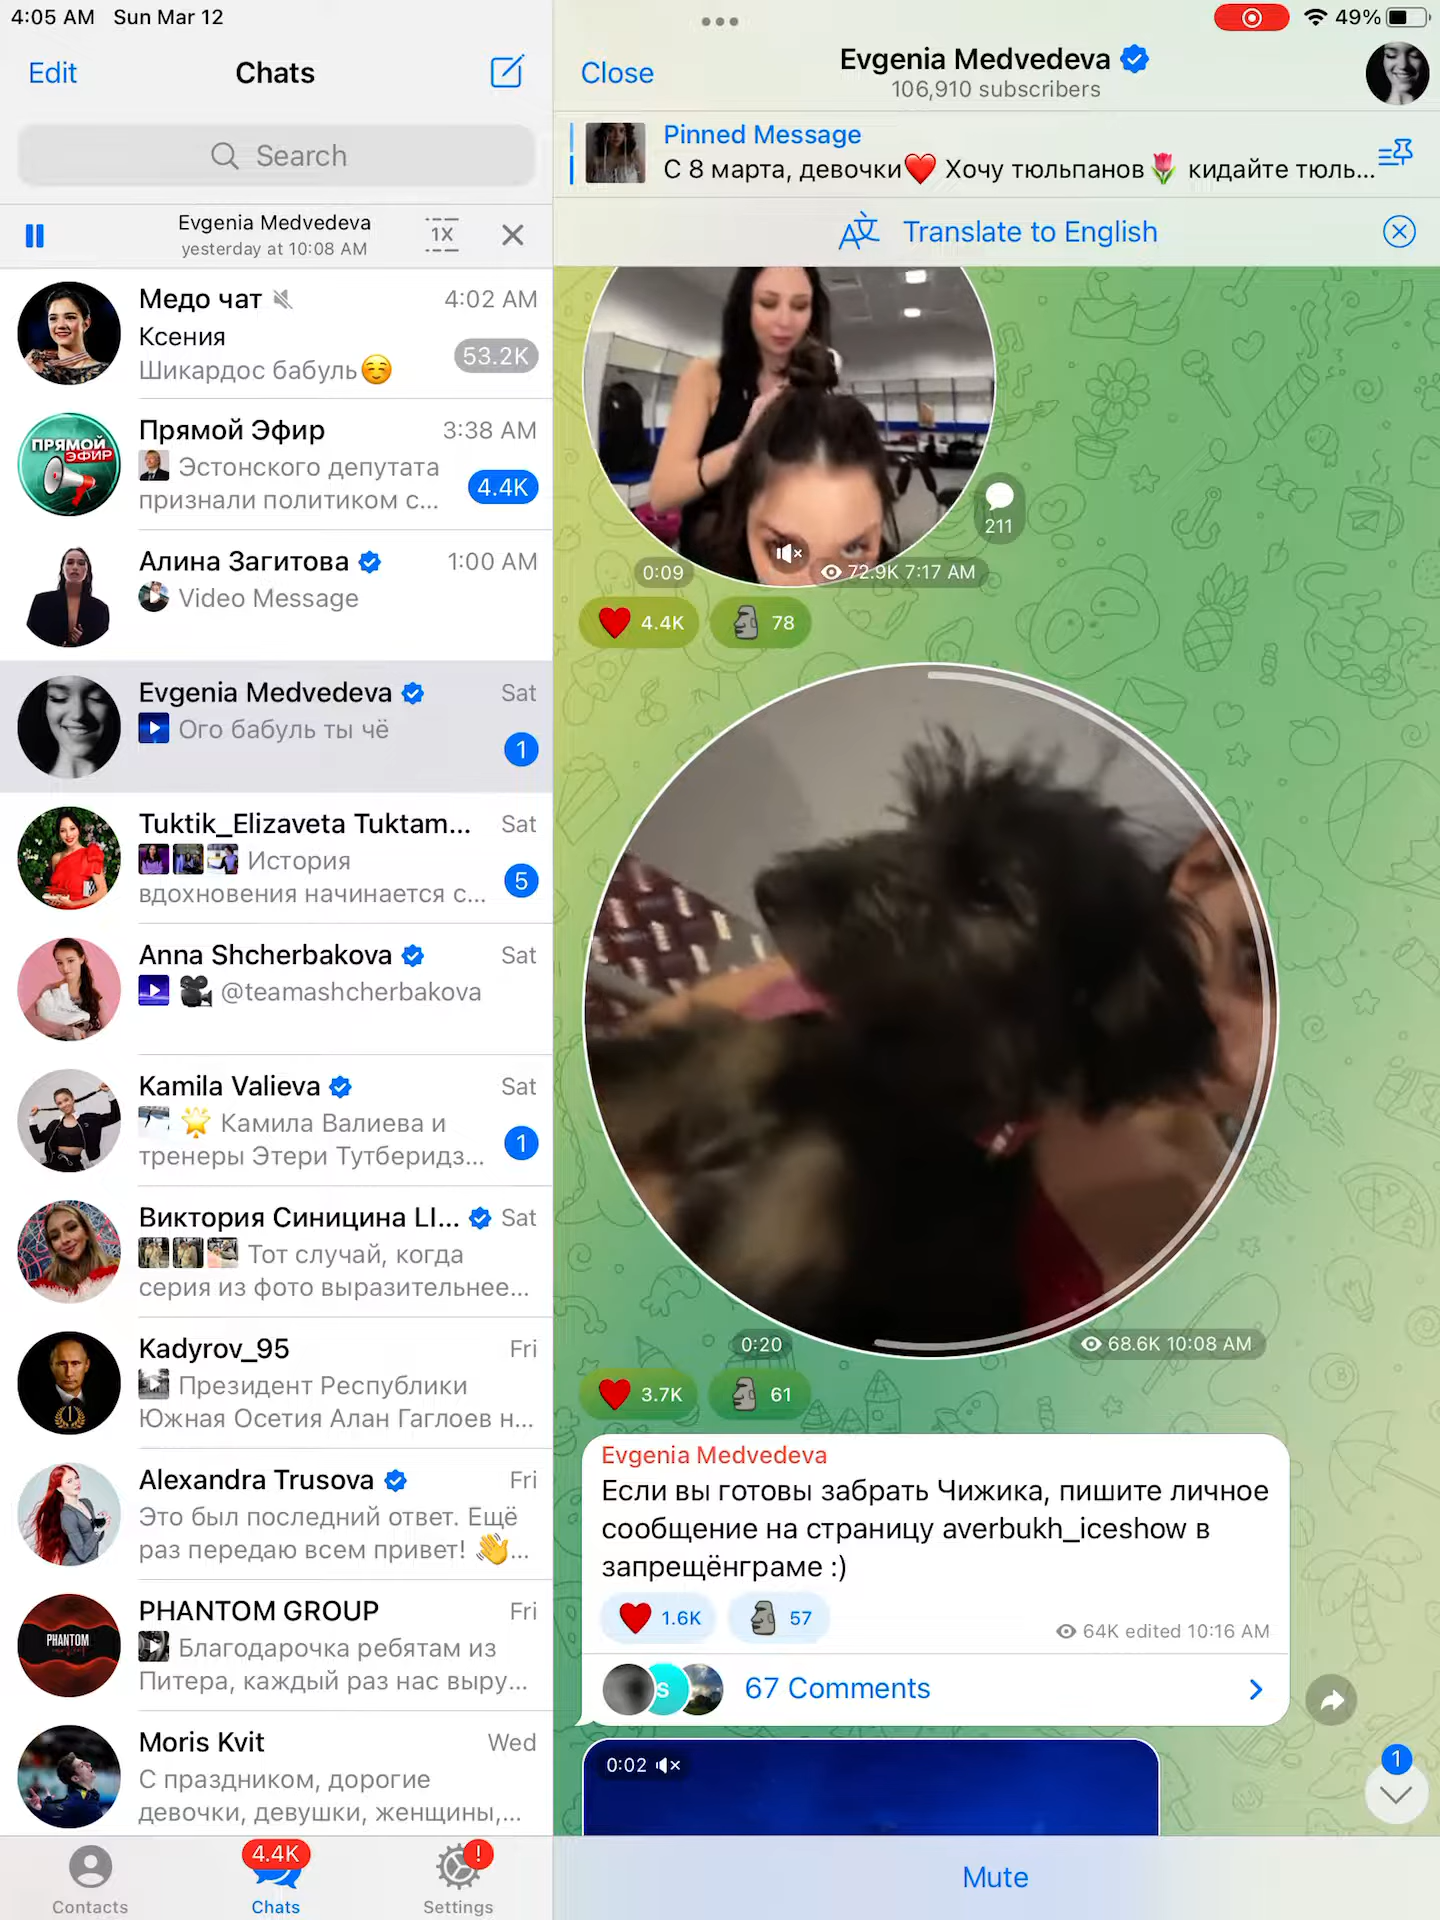 4:05 AM Sun Mar 12
49%
Edit
Chats
Search
Evgenia Medvedeva
yesterday at 10:08 AM
1X
Медо чат
4:02 AM
Ксения
Шикардос бабуль
53.2K
ПРЯМОЙ
ЭФИР
Прямой Эфир
3:38 AM
Эстонского депутата
признали политиком с...
4.4K
Алина Загитова
1:00 AM
Video Message
Evgenia Medvedeva
Sat
Ого бабуль ты чё
1
Tuktik_Elizaveta Tuktam...
Sat
История
вдохновения начинается с...
5
Anna Shcherbakova
Sat
@teamashcherbakova
Kamila Valieva
Sat
Камила Валиева и
тренеры Этери Тутберидз...
1
Виктория Синицина LI...
Sat
Тот случай, когда
серия из фото выразительнее...
Kadyrov_95
Fri
Президент Республики
Южная Осетия Алан Гаглоев н...
Alexandra Trusova
Fri
Это был последний ответ. Ещё
раз передаю всем привет! ...
PHANTOM
PHANTOM GROUP
Fri
Благодарочка ребятам из
Питера, каждый раз нас выру...
Moris Kvit
Wed
С праздником, дорогие
девочки, девушки, женщины,...
Contacts
4.4K
Chats
!
Settings
Close
Evgenia Medvedeva
106,910 subscribers
Pinned Message
С 8 марта, девочки Хочу тюльпанов кидайте тюль...
Translate to English
211
0:09
72.9K 7:17 AM
4.4K
78
0:20
68.6K 10:08 AM
3.7K
61
Evgenia Medvedeva
Если вы готовы забрать Чижика, пишите личное
сообщение на страницу averbukh_iceshow в
запрещёнграме :)
1.6K
57
64K edited 10:16 AM
S
67 Comments
0:02
1
Mute